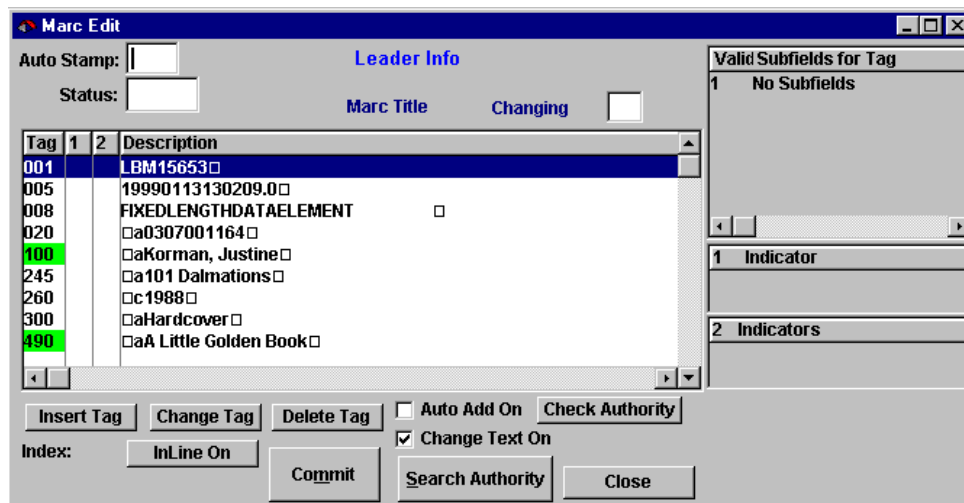 Marc Edit
Auto Stamp:
Leader Info
Status:
Marc Title
Changing
Tag 1 2 Description
001 LBM15653□
005 19990113130209.0□
008 FIXEDLENGTHDATAELEMENT □
020 □a0307001164□
100 □aKorman, Justine□
245 □a101 Dalmations□
260 □c1988□
300 □aHardcover□
490 □aA Little Golden Book□
Valid Subfields for Tag
1 No Subfields
1 Indicator
2 Indicators
Insert Tag
Change Tag
Delete Tag
Auto Add On
Check Authority
Change Text On
Index:
InLine On
Commit
Search Authority
Close